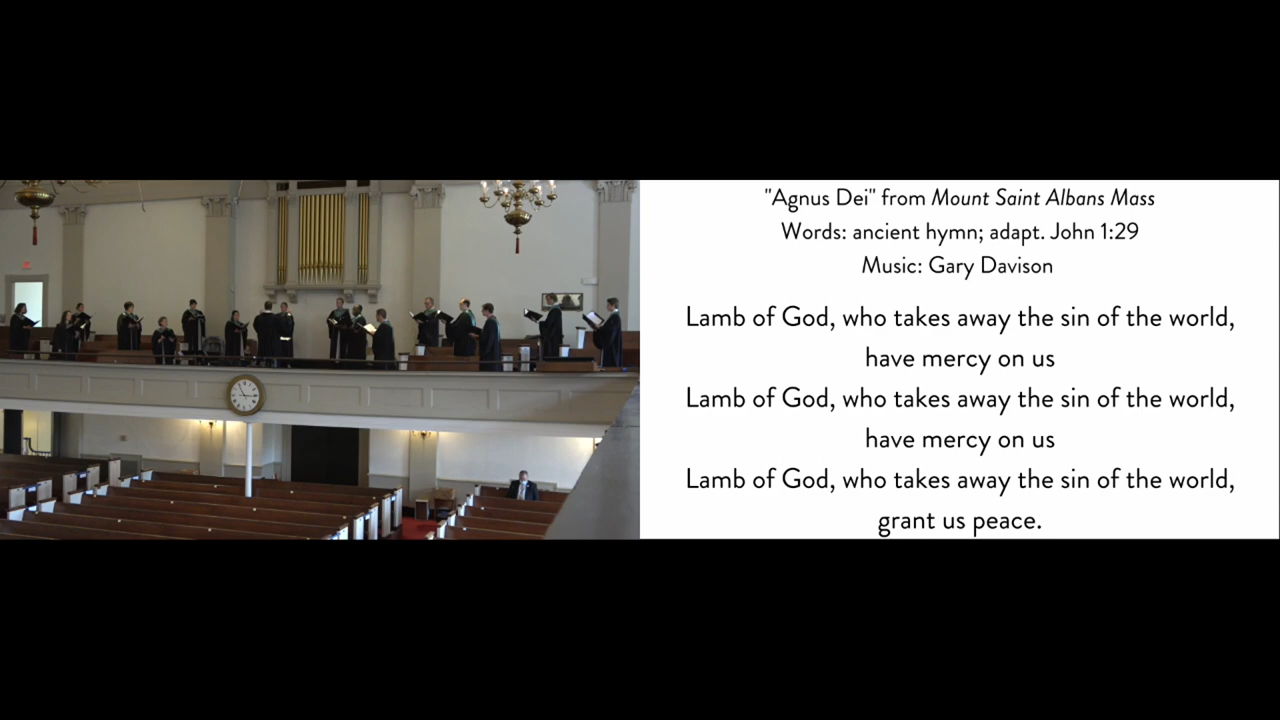 "Agnus Dei" from Mount Saint Albans Mass
Words: ancient hymn; adapt. John 1:29
Music: Gary Davison
Lamb of God, who takes away the sin of the world,
have mercy on us
Lamb of God, who takes away the sin of the world,
have mercy on us
Lamb of God, who takes away the sin of the world,
grant us peace.